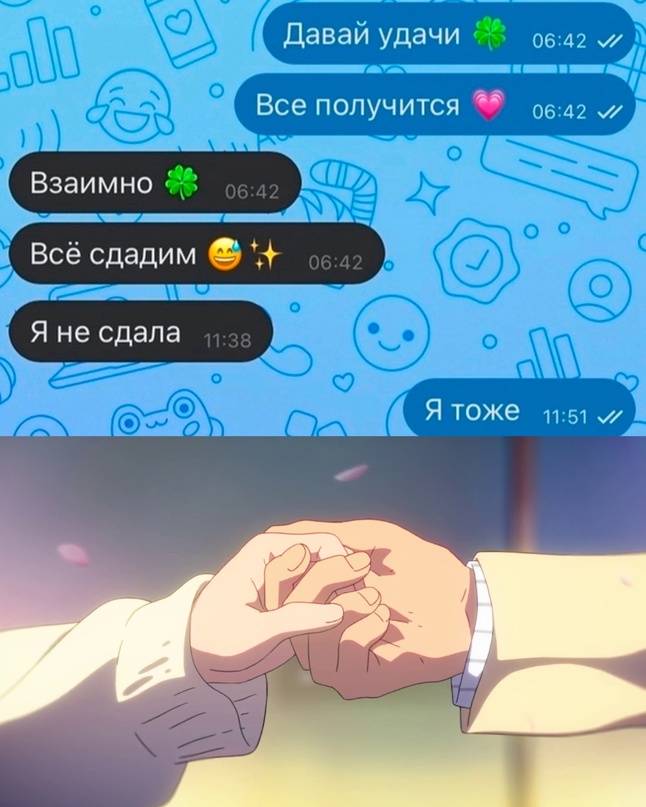 Давай удачи 🍀 06:42
Все получится 💗 06:42
Взаимно 🍀 06:42
Всё сдадим 😅✨ 06:42
Я не сдала 11:38
Я тоже 11:51